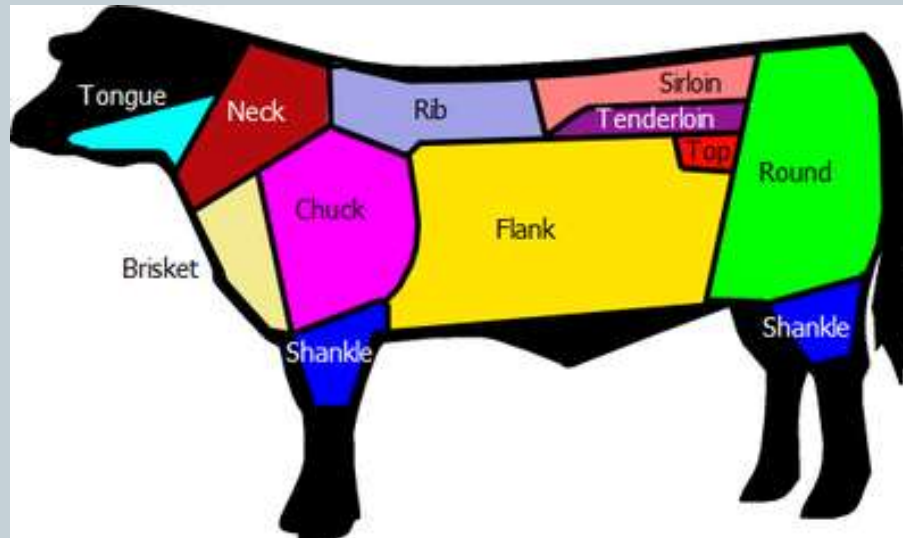 Tongue
Neck
Rib
Sirloin
Tenderloin
Top
Round
Chuck
Flank
Brisket
Shankle
Shankle